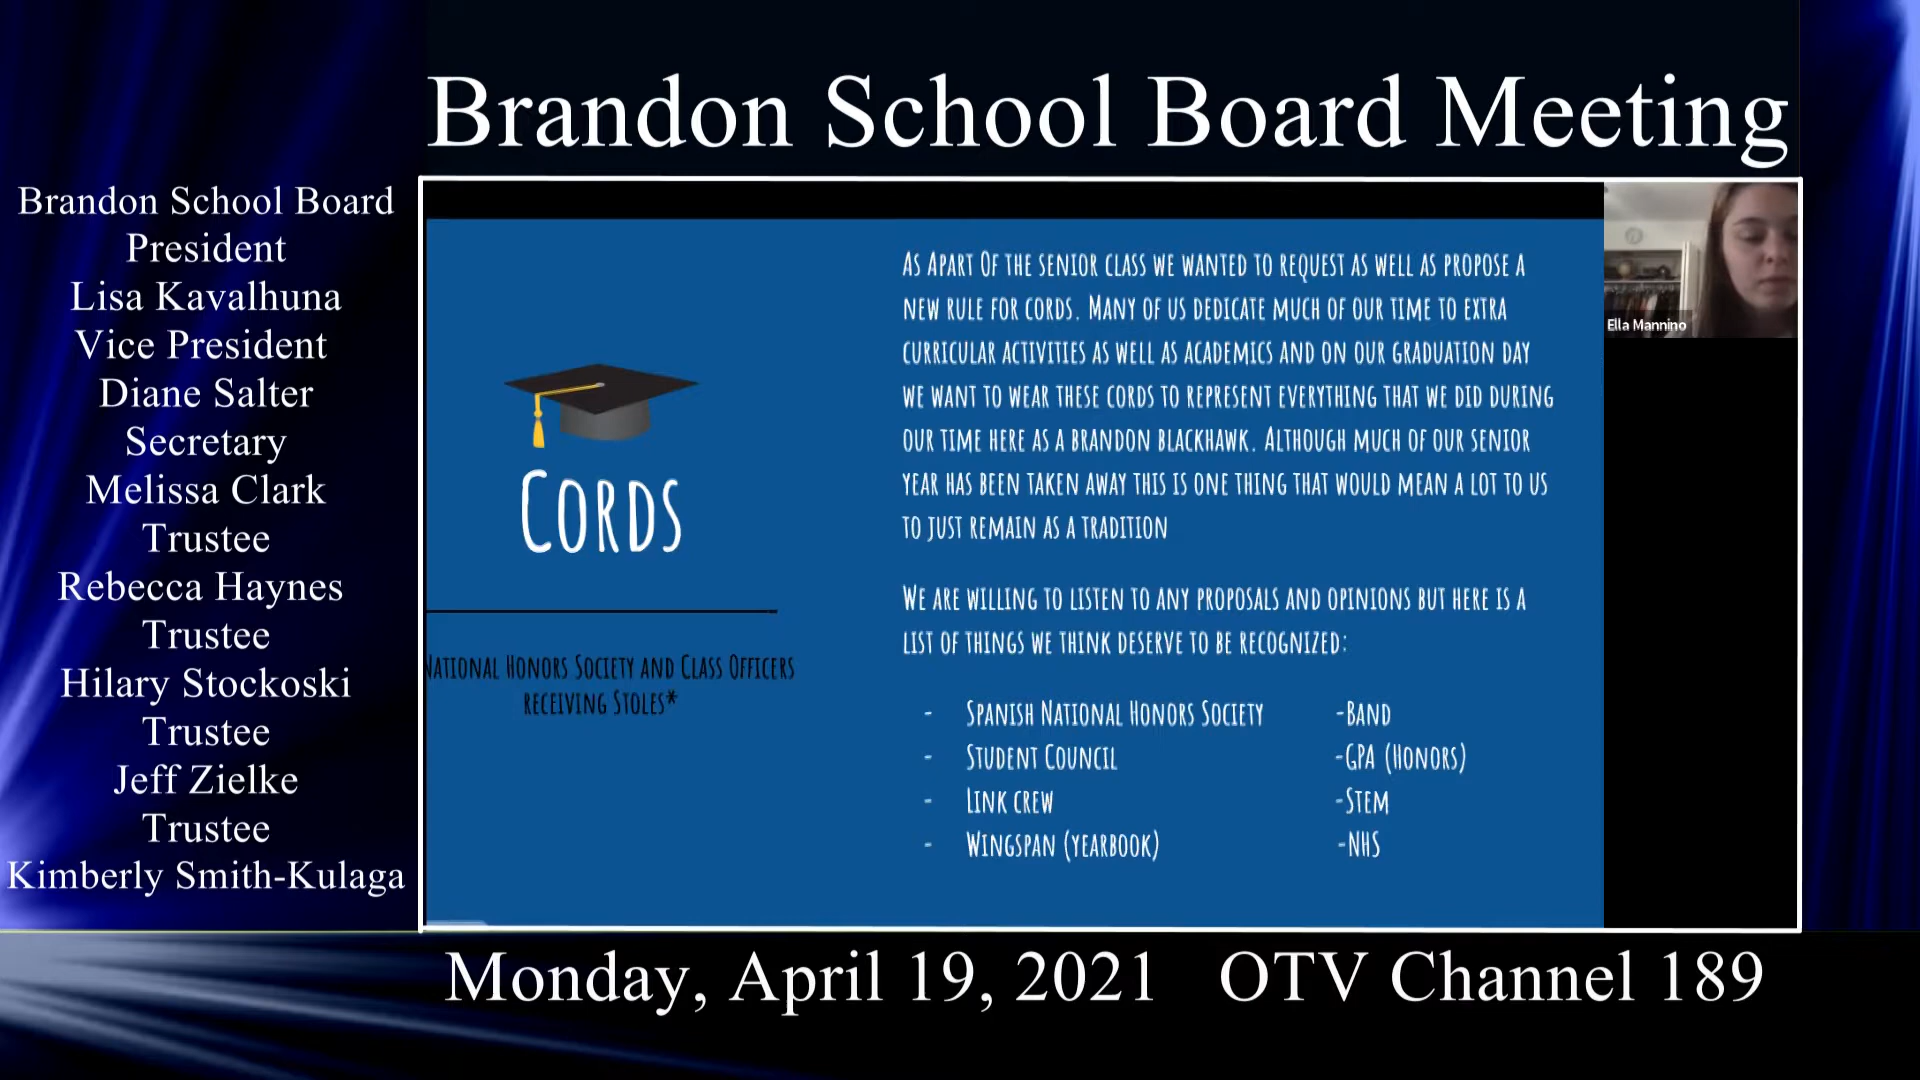 Brandon School Board Meeting
Brandon School Board
President
Lisa Kavalhuna
Vice President
Diane Salter
Secretary
Melissa Clark
Trustee
Rebecca Haynes
Trustee
Hilary Stockoski
Trustee
Jeff Zielke
Trustee
Kimberly Smith-Kulaga
Cords
National Honors Society and Class Officers
receiving Stoles*
As Apart Of the senior class we wanted to request as well as propose a
new rule for cords. Many of us dedicate much of our time to extra
curricular activities as well as academics and on our graduation day
we want to wear these cords to represent everything that we did during
our time here as a Brandon Blackhawk. Although much of our senior
year has been taken away this is one thing that would mean a lot to us
to just remain as a tradition
We are willing to listen to any proposals and opinions but here is a
list of things we think deserve to be recognized:
- Spanish National Honors Society -Band
- Student Council -GPA (Honors)
- Link crew -Stem
- Wingspan (yearbook) -NHS
Ella Mannino
Monday, April 19, 2021 OTV Channel 189